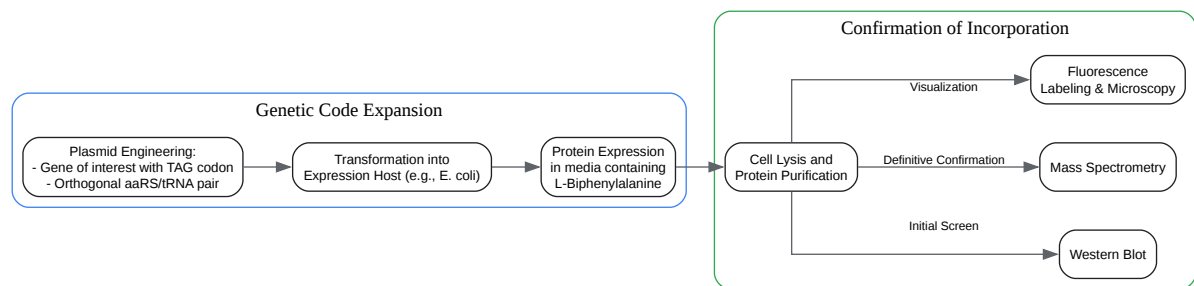 Genetic Code Expansion
Plasmid Engineering:
- Gene of interest with TAG codon
- Orthogonal aaRS/tRNA pair
Transformation into
Expression Host (e.g., E. coli)
Protein Expression
in media containing
L-Biphenylalanine
Confirmation of Incorporation
Cell Lysis and
Protein Purification
Visualization
Fluorescence
Labeling & Microscopy
Definitive Confirmation
Mass Spectrometry
Initial Screen
Western Blot